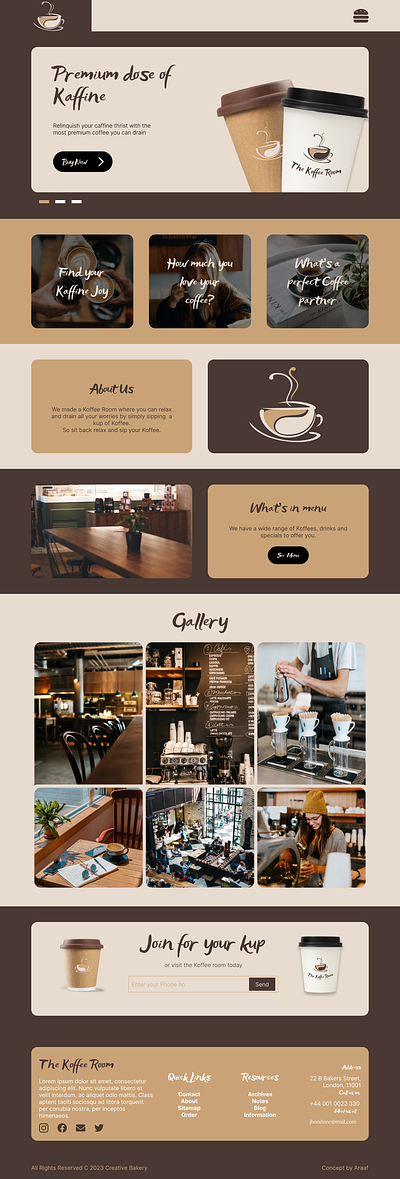 Premium dose of
Kaffine
Relinquish your caffine thrist with the
most premium coffee you can drain
Buy Now
The Koffee Room
Find your
Kaffine Joy
How much you
love your
coffee?
What's a
perfect Coffee
partner
About Us
We made a Koffee Room where you can relax
and drain all your worries by simply sipping a
kup of Koffee.
So sit back relax and sip your Koffee.
What's in menu
We have a wide range of Koffees, drinks and
specials to offer you.
See Menu
Gallery
Join for your kup
or visit the Koffee room today
Enter your Phone no.
Send
The Koffee Room
The Koffee Room
Lorem ipsum dolor sit amet, consectetur
adipiscing elit. Nunc vulputate libero et
velit interdum, ac aliquet odio mattis. Class
aptent taciti sociosqu ad litora torquent
per conubia nostra, per inceptos
himenaeos.
Quick Links
Contact
About
Sitemap
Order
Resources
Archives
Notes
Blog
Information
Address
22 B Bakers Street,
London, 11001
Call us on
+44 001 0022 330
Mail us at
All Rights Reserved C 2023 Creative Bakery
Concept by Araaf